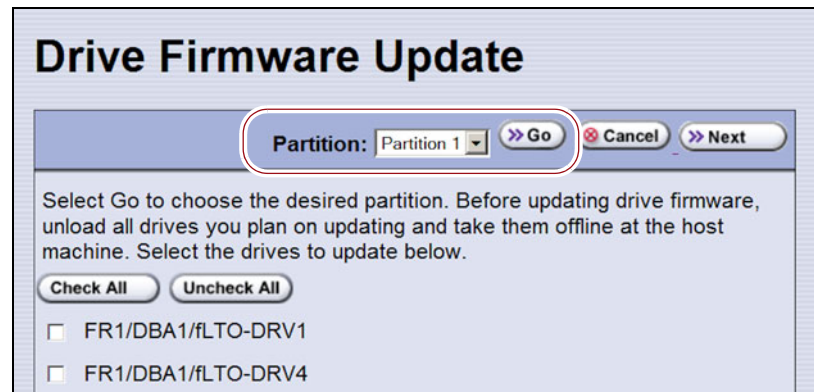 Drive Firmware Update
Partition: Partition 1 Go Cancel Next
Select Go to choose the desired partition. Before updating drive firmware,
unload all drives you plan on updating and take them offline at the host
machine. Select the drives to update below.
Check All Uncheck All
FR1/DBA1/fLTO-DRV1
FR1/DBA1/fLTO-DRV4